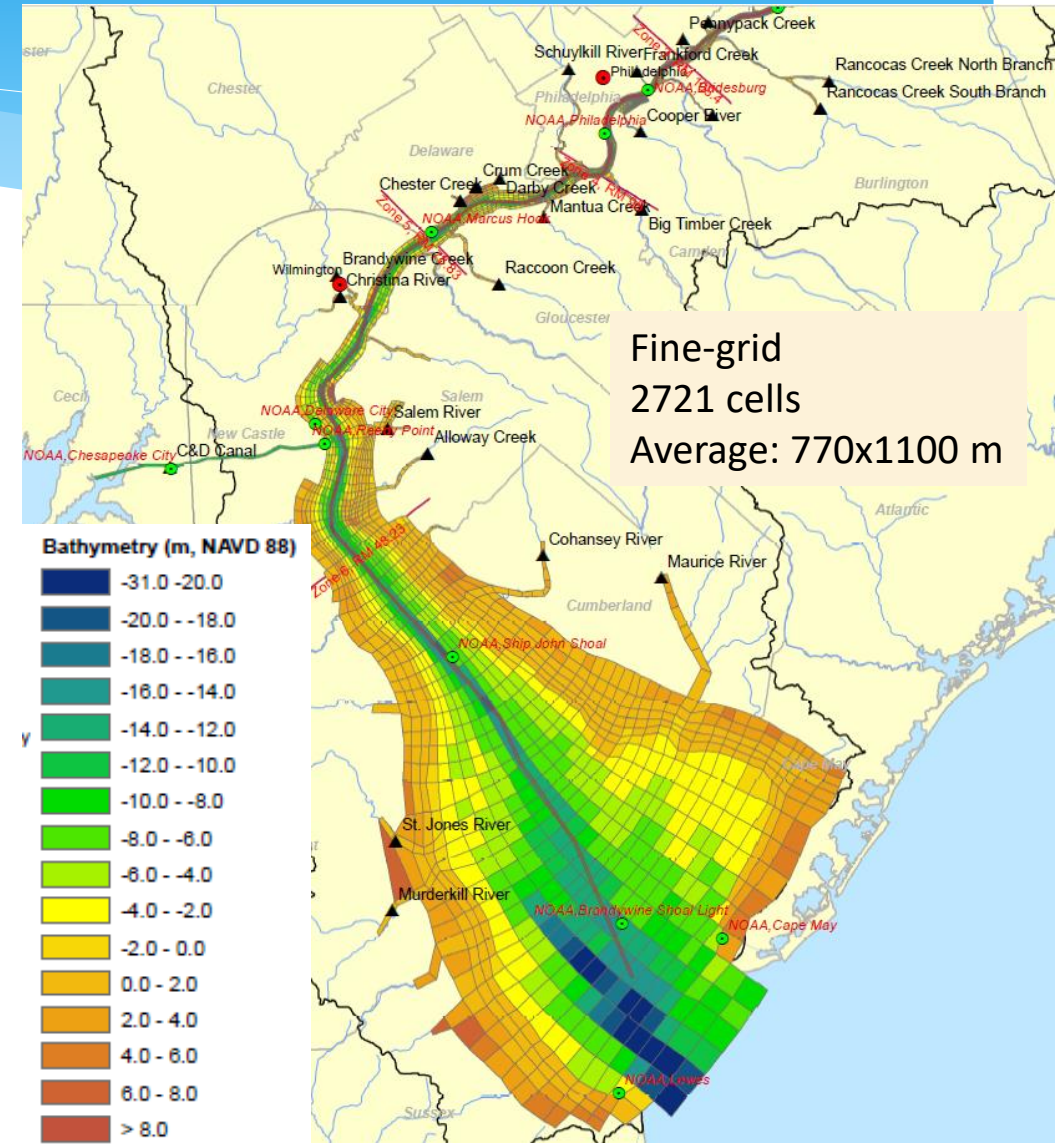 Pennypack Creek
Schuylkill River
Frankford Creek
Rancocas Creek North Branch
Philadelphia
NOAA,Bridesburg
Rancocas Creek South Branch
Chester
Philadelphia
NOAA,Philadelphia
Cooper River
Delaware
Crum Creek
Chester Creek
Darby Creek
Burlington
Mantua Creek
NOAA,Marcus Hook
Big Timber Creek
Camden
Brandywine Creek
Wilmington
Christina River
Raccoon Creek
Gloucester
Fine-grid
2721 cells
Average: 770x1100 m
Cecil
Salem
NOAA,Delaware City
Salem River
New Castle
NOAA,Reedy Point
Alloway Creek
NOAA,Chesapeake City
C&D Canal
Atlantic
Zone 6, RM 48.23
Cohansey River
Maurice River
Cumberland
NOAA,Ship John Shoal
Cape May
St. Jones River
Murderkill River
NOAA,Brandywine Shoal Light
NOAA,Cape May
NOAA,Lewes
Sussex
Bathymetry (m, NAVD 88)
-31.0 -20.0
-20.0 - -18.0
-18.0 - -16.0
-16.0 - -14.0
-14.0 - -12.0
-12.0 - -10.0
-10.0 - -8.0
-8.0 - -6.0
-6.0 - -4.0
-4.0 - -2.0
-2.0 - 0.0
0.0 - 2.0
2.0 - 4.0
4.0 - 6.0
6.0 - 8.0
> 8.0